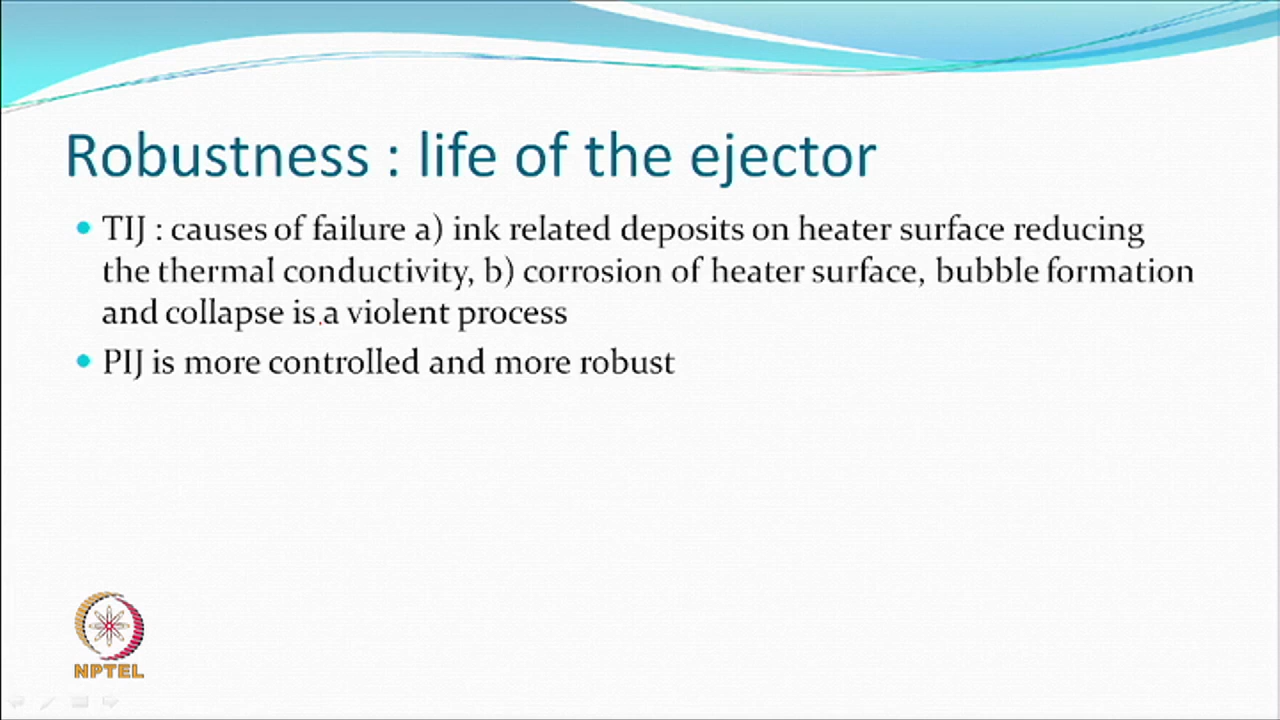 Robustness : life of the ejector
TIJ : causes of failure a) ink related deposits on heater surface reducing
the thermal conductivity, b) corrosion of heater surface, bubble formation
and collapse is a violent process
PIJ is more controlled and more robust
NPTEL